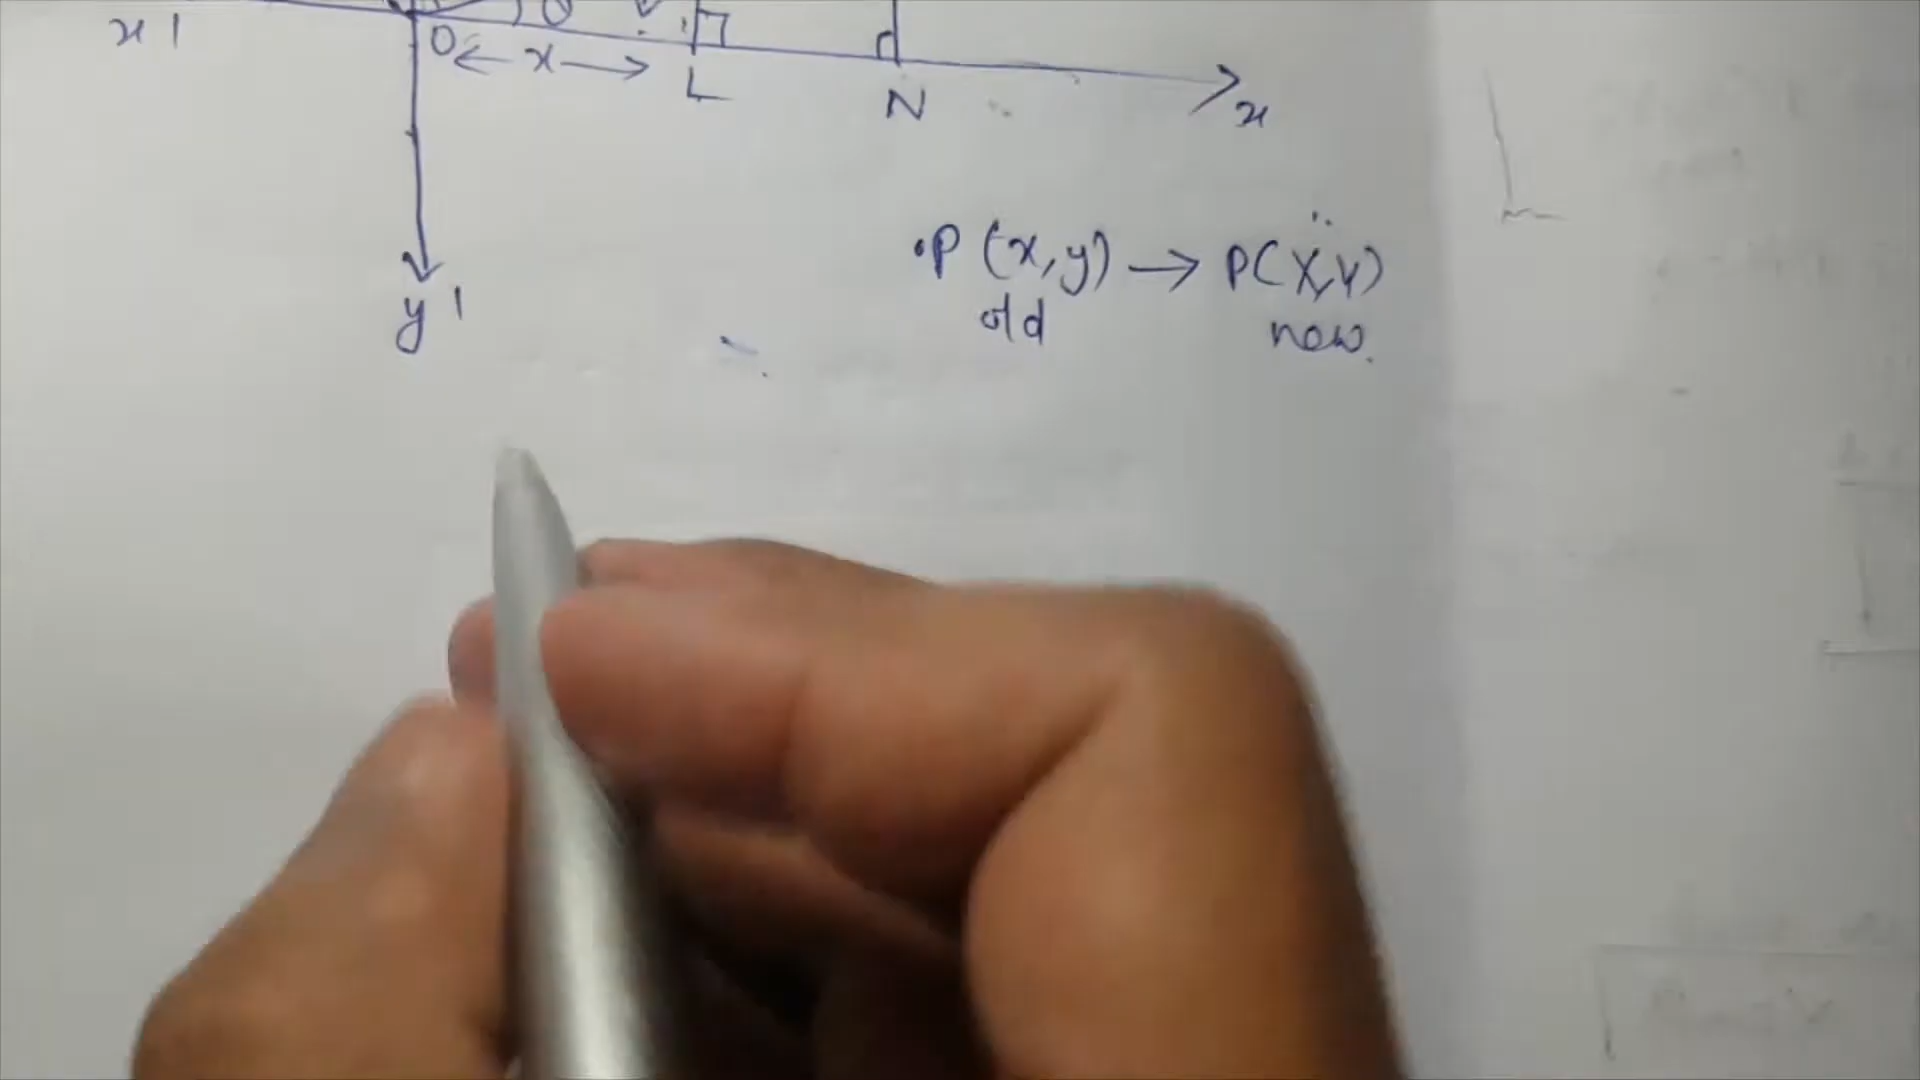 x'
O
θ
x
L
N
x
y'
.P (x, y) → P(X,Y)
old new.